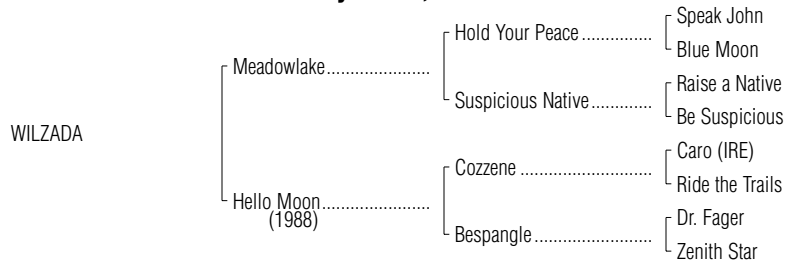 Speak John
Hold Your Peace ...............
Blue Moon
Meadowlake......................
Raise a Native
Suspicious Native.............
Be Suspicious
WILZADA
Caro (IRE)
Cozzene .......................
Ride the Trails
Hello Moon......................
(1988)
Dr. Fager
Bespangle.........................
Zenith Star